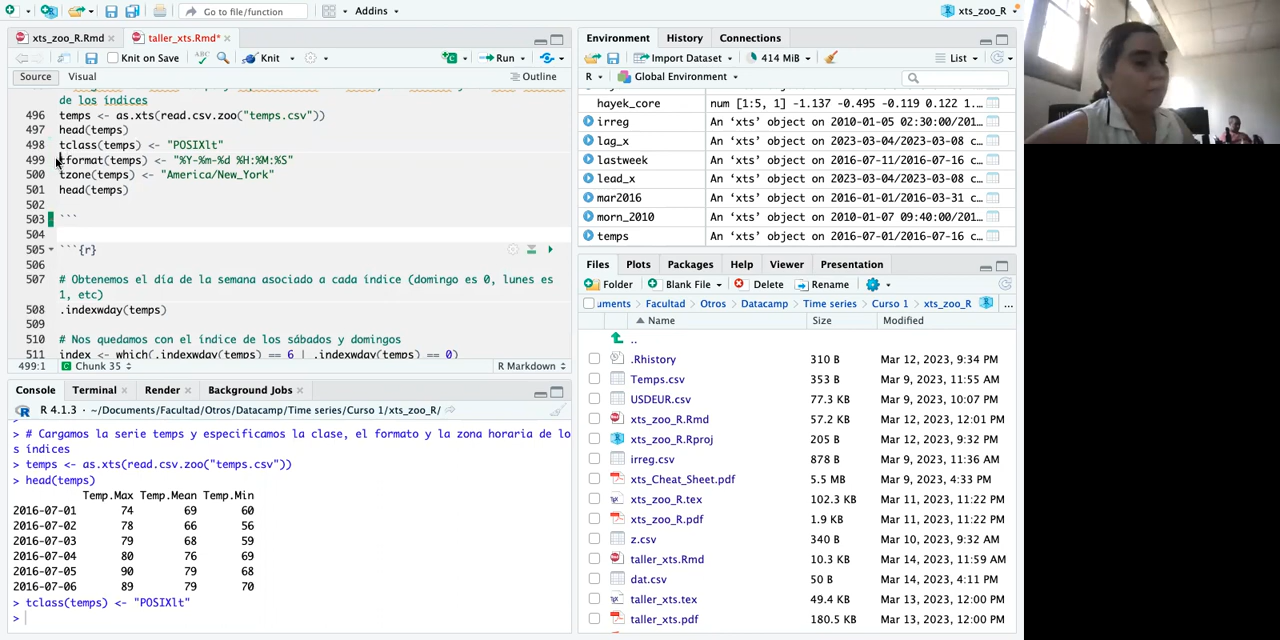 Go to file/function
Addins
xts_zoo_R
xts_zoo_R.Rmd
taller_xts.Rmd*
Knit on Save
ABC
Knit
Run
Source
Visual
Outline
de los índices
496 temps <- as.xts(read.csv.zoo("temps.csv"))
497 head(temps)
498 tclass(temps) <- "POSIXlt"
499 tformat(temps) <- "%Y-%m-%d %H:%M:%S"
500 tzone(temps) <- "America/New_York"
501 head(temps)
502
503 ```
504
505 ```{r}
506
507 # Obtenemos el día de la semana asociado a cada índice (domingo es 0, lunes es
1, etc)
508 .indexwday(temps)
509
510 # Nos quedamos con el índice de los sábados y domingos
511 index <- which(.indexwday(temps) == 6 | .indexwday(temps) == 0)
499:1
Chunk 35
R Markdown
Console
Terminal
Render
Background Jobs
R 4.1.3 · ~/Documents/Facultad/Otros/Datacamp/Time series/Curso 1/xts_zoo_R/
> # Cargamos la serie temps y especificamos la clase, el formato y la zona horaria de lo
s índices
> temps <- as.xts(read.csv.zoo("temps.csv"))
> head(temps)
Temp.Max Temp.Mean Temp.Min
2016-07-01 74 69 60
2016-07-02 78 66 56
2016-07-03 79 68 59
2016-07-04 80 76 69
2016-07-05 90 79 68
2016-07-06 89 79 70
> tclass(temps) <- "POSIXlt"
>
Environment
History
Connections
Import Dataset
414 MiB
List
R
Global Environment
hayek_core num [1:5, 1] -1.137 -0.495 -0.119 0.122 1...
irreg An ‘xts’ object on 2010-01-05 02:30:00/201…
lag_x An ‘xts’ object on 2023-03-04/2023-03-08 c…
lastweek An ‘xts’ object on 2016-07-11/2016-07-16 c…
lead_x An ‘xts’ object on 2023-03-04/2023-03-08 c…
mar2016 An ‘xts’ object on 2016-03-01/2016-03-31 c…
morn_2010 An ‘xts’ object on 2010-01-07 09:40:00/201…
temps An ‘xts’ object on 2016-07-01/2016-07-16 c…
Files
Plots
Packages
Help
Viewer
Presentation
Folder
Blank File
Delete
Rename
uments
Facultad
Otros
Datacamp
Time series
Curso 1
xts_zoo_R
...
Name Size Modified
..
.Rhistory 310 B Mar 12, 2023, 9:34 PM
Temps.csv 353 B Mar 9, 2023, 11:55 AM
USDEUR.csv 77.3 KB Mar 9, 2023, 10:07 PM
xts_zoo_R.Rmd 57.2 KB Mar 12, 2023, 12:01 PM
xts_zoo_R.Rproj 205 B Mar 12, 2023, 9:32 PM
irreg.csv 878 B Mar 9, 2023, 11:36 AM
xts_Cheat_Sheet.pdf 5.5 MB Mar 9, 2023, 4:33 PM
xts_zoo_R.tex 102.3 KB Mar 11, 2023, 11:22 PM
xts_zoo_R.pdf 1.9 KB Mar 11, 2023, 11:22 PM
z.csv 340 B Mar 10, 2023, 9:32 AM
taller_xts.Rmd 10.3 KB Mar 14, 2023, 11:59 AM
dat.csv 50 B Mar 14, 2023, 4:11 PM
taller_xts.tex 49.4 KB Mar 13, 2023, 12:00 PM
taller_xts.pdf 180.5 KB Mar 13, 2023, 12:00 PM